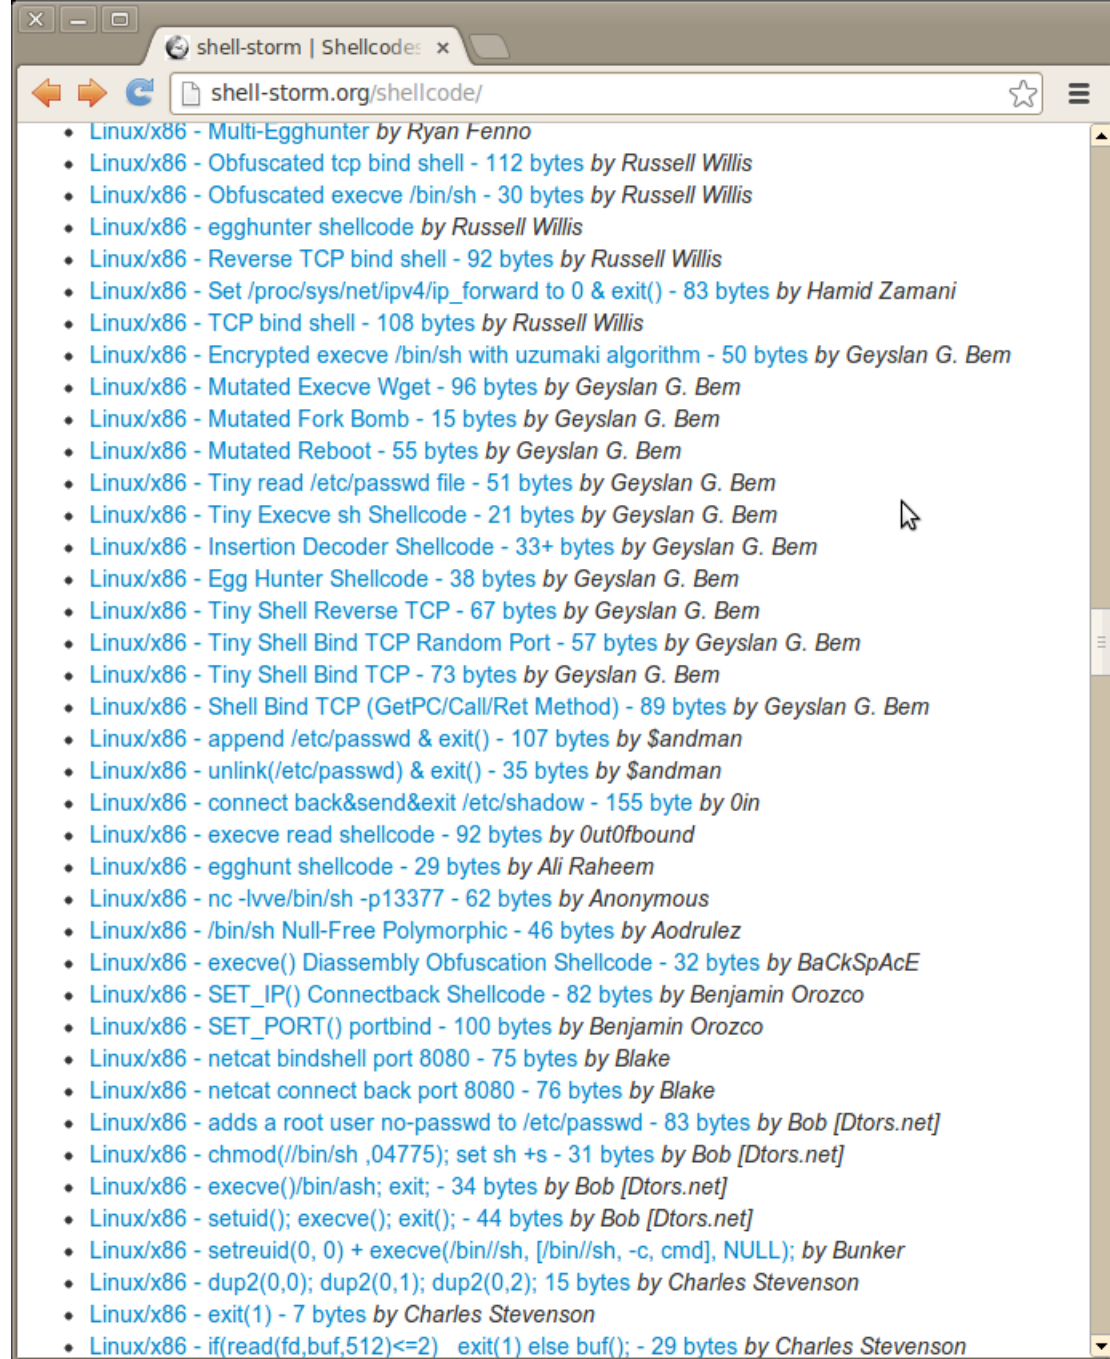 shell-storm | Shellcodes
shell-storm.org/shellcode/
Linux/x86 - Multi-Egghunter by Ryan Fenno
Linux/x86 - Obfuscated tcp bind shell - 112 bytes by Russell Willis
Linux/x86 - Obfuscated execve /bin/sh - 30 bytes by Russell Willis
Linux/x86 - egghunter shellcode by Russell Willis
Linux/x86 - Reverse TCP bind shell - 92 bytes by Russell Willis
Linux/x86 - Set /proc/sys/net/ipv4/ip_forward to 0 & exit() - 83 bytes by Hamid Zamani
Linux/x86 - TCP bind shell - 108 bytes by Russell Willis
Linux/x86 - Encrypted execve /bin/sh with uzumaki algorithm - 50 bytes by Geyslan G. Bem
Linux/x86 - Mutated Execve Wget - 96 bytes by Geyslan G. Bem
Linux/x86 - Mutated Fork Bomb - 15 bytes by Geyslan G. Bem
Linux/x86 - Mutated Reboot - 55 bytes by Geyslan G. Bem
Linux/x86 - Tiny read /etc/passwd file - 51 bytes by Geyslan G. Bem
Linux/x86 - Tiny Execve sh Shellcode - 21 bytes by Geyslan G. Bem
Linux/x86 - Insertion Decoder Shellcode - 33+ bytes by Geyslan G. Bem
Linux/x86 - Egg Hunter Shellcode - 38 bytes by Geyslan G. Bem
Linux/x86 - Tiny Shell Reverse TCP - 67 bytes by Geyslan G. Bem
Linux/x86 - Tiny Shell Bind TCP Random Port - 57 bytes by Geyslan G. Bem
Linux/x86 - Tiny Shell Bind TCP - 73 bytes by Geyslan G. Bem
Linux/x86 - Shell Bind TCP (GetPC/Call/Ret Method) - 89 bytes by Geyslan G. Bem
Linux/x86 - append /etc/passwd & exit() - 107 bytes by $andman
Linux/x86 - unlink(/etc/passwd) & exit() - 35 bytes by $andman
Linux/x86 - connect back&send&exit /etc/shadow - 155 byte by 0in
Linux/x86 - execve read shellcode - 92 bytes by 0ut0fbound
Linux/x86 - egghunt shellcode - 29 bytes by Ali Raheem
Linux/x86 - nc -lvve/bin/sh -p13377 - 62 bytes by Anonymous
Linux/x86 - /bin/sh Null-Free Polymorphic - 46 bytes by Aodrulez
Linux/x86 - execve() Diassembly Obfuscation Shellcode - 32 bytes by BaCkSpAcE
Linux/x86 - SET_IP() Connectback Shellcode - 82 bytes by Benjamin Orozco
Linux/x86 - SET_PORT() portbind - 100 bytes by Benjamin Orozco
Linux/x86 - netcat bindshell port 8080 - 75 bytes by Blake
Linux/x86 - netcat connect back port 8080 - 76 bytes by Blake
Linux/x86 - adds a root user no-passwd to /etc/passwd - 83 bytes by Bob [Dtors.net]
Linux/x86 - chmod(//bin/sh ,04775); set sh +s - 31 bytes by Bob [Dtors.net]
Linux/x86 - execve()/bin/ash; exit; - 34 bytes by Bob [Dtors.net]
Linux/x86 - setuid(); execve(); exit(); - 44 bytes by Bob [Dtors.net]
Linux/x86 - setreuid(0, 0) + execve(/bin//sh, [/bin//sh, -c, cmd], NULL); by Bunker
Linux/x86 - dup2(0,0); dup2(0,1); dup2(0,2); 15 bytes by Charles Stevenson
Linux/x86 - exit(1) - 7 bytes by Charles Stevenson
Linux/x86 - if(read(fd,buf,512)<=2) _exit(1) else buf(); - 29 bytes by Charles Stevenson